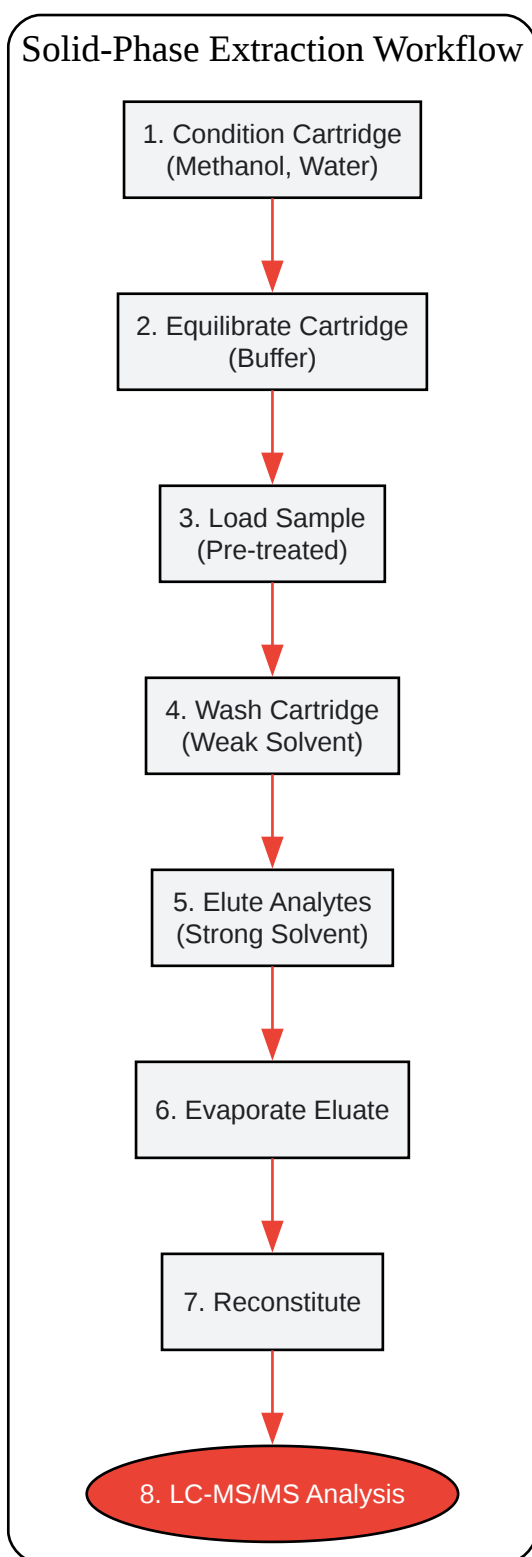 Solid-Phase Extraction Workflow
1. Condition Cartridge
(Methanol, Water)
2. Equilibrate Cartridge
(Buffer)
3. Load Sample
(Pre-treated)
4. Wash Cartridge
(Weak Solvent)
5. Elute Analytes
(Strong Solvent)
6. Evaporate Eluate
7. Reconstitute
8. LC-MS/MS Analysis